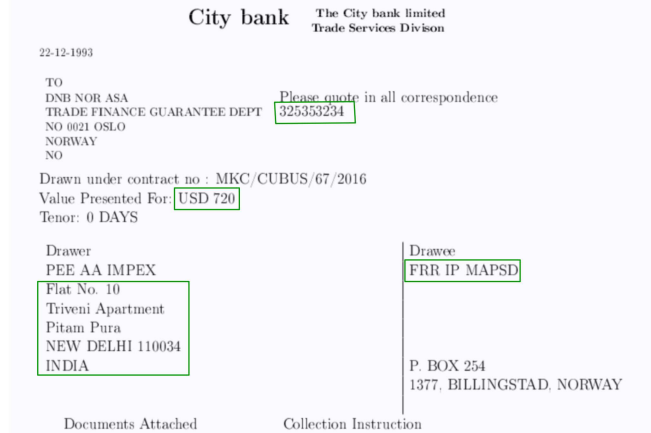 City bank
The City bank limited
Trade Services Divison
22-12-1993
TO
DNB NOR ASA
TRADE FINANCE GUARANTEE DEPT
NO 0021 OSLO
NORWAY
NO
Please quote in all correspondence
325353234
Drawn under contract no : MKC/CUBUS/67/2016
Value Presented For: USD 720
Tenor: 0 DAYS
Drawer
PEE AA IMPEX
Flat No. 10
Triveni Apartment
Pitam Pura
NEW DELHI 110034
INDIA
Drawee
FRR IP MAPSD
P. BOX 254
1377, BILLINGSTAD, NORWAY
Documents Attached
Collection Instruction